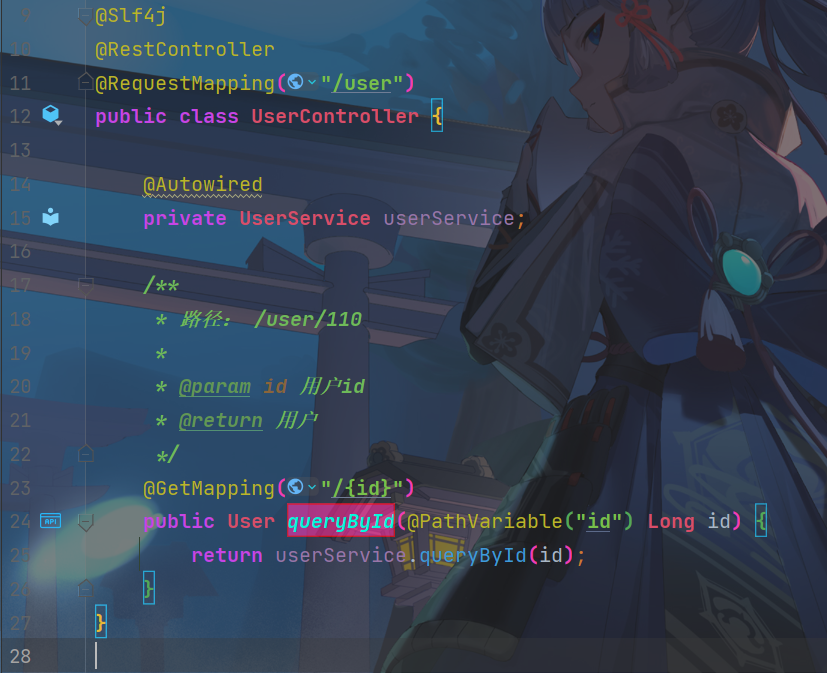 9 @Slf4j
10 @RestController
11 @RequestMapping("/user")
12 public class UserController {
13
14 @Autowired
15 private UserService userService;
16
17 /**
18 * 路径： /user/110
19 *
20 * @param id 用户id
21 * @return 用户
22 */
23 @GetMapping("/{id}")
24 API public User queryById(@PathVariable("id") Long id) {
25 return userService.queryById(id);
26 }
27 }
28